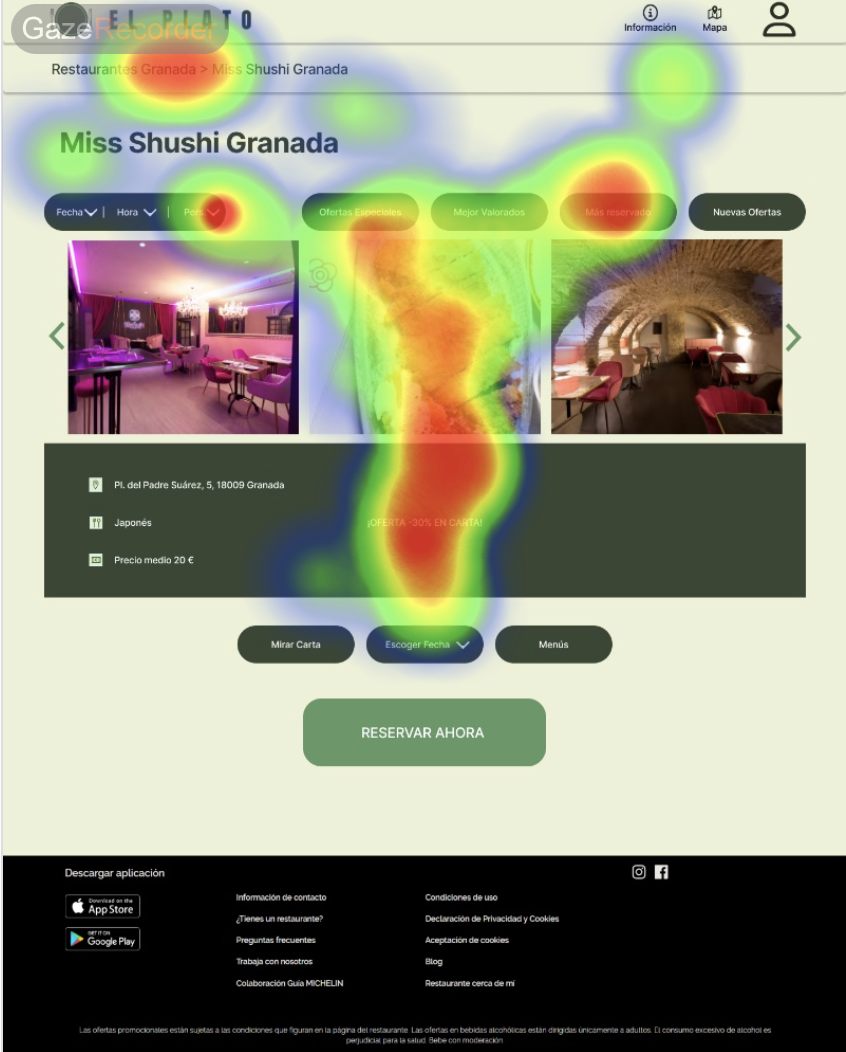 GazeRecorder
EL PLATO
Información
Mapa
Restaurantes Granada > Miss Shushi Granada
Miss Shushi Granada
Fecha | Hora | Pers
Ofertas Especiales
Mejor Valorados
Más reservado
Nuevas Ofertas
Pl. del Padre Suárez, 5, 18009 Granada
Japonés
¡OFERTA -30% EN CARTA!
Precio medio 20 €
Mirar Carta
Escoger Fecha
Menús
RESERVAR AHORA
Descargar aplicación
Download on the
App Store
GET IT ON
Google Play
Información de contacto
¿Tienes un restaurante?
Preguntas frecuentes
Trabaja con nosotros
Colaboración Guía MICHELIN
Condiciones de uso
Declaración de Privacidad y Cookies
Aceptación de cookies
Blog
Restaurante cerca de mí
Las ofertas promocionales están sujetas a las condiciones que figuran en la página del restaurante. Las ofertas en bebidas alcohólicas están dirigidas únicamente a adultos. El consumo excesivo de alcohol es
perjudicial para la salud. Bebe con moderación